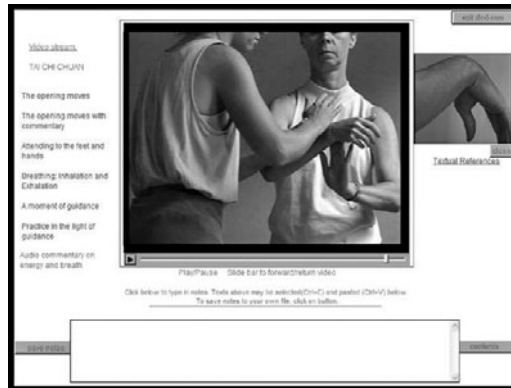 Video stream:
TAI CHI CHUAN
The opening moves
The opening moves with
commentary
Attending to the feet and
hands
Breathing: Inhalation and
Exhalation
A moment of guidance
Practice in the light of
guidance
Audio commentary on
energy and breath
Textual References
Play/Pause Slide bar to forward/return video
Click below to type in notes. Texts above may be selected(Ctrl+C) and pasted (Ctrl+V) below.
To save notes to your own file, click on button.
save notes
contents